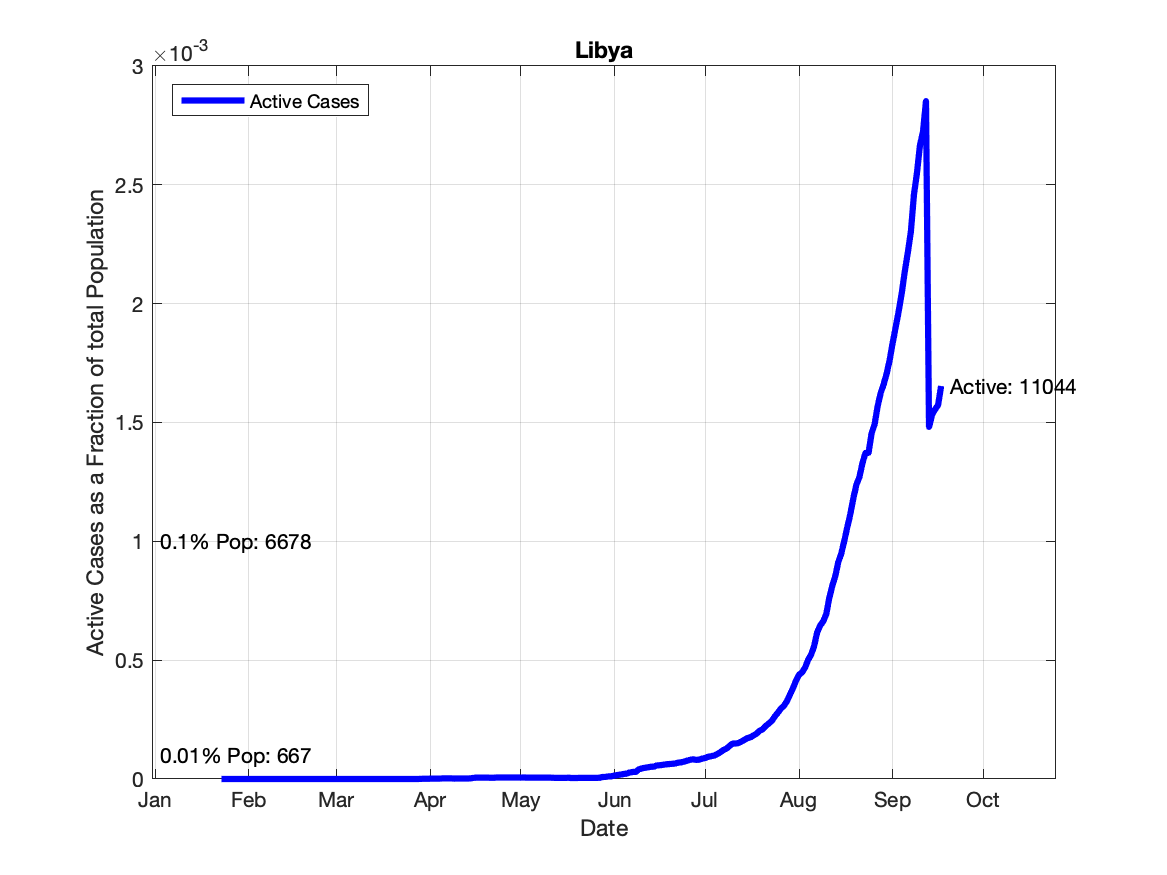 Libya
×10-3
3
2.5
2
1.5
1
0.5
0
Active Cases as a Fraction of total Population
Active Cases
Active: 11044
0.1% Pop: 6678
0.01% Pop: 667
Jan Feb Mar Apr May Jun Jul Aug Sep Oct
Date